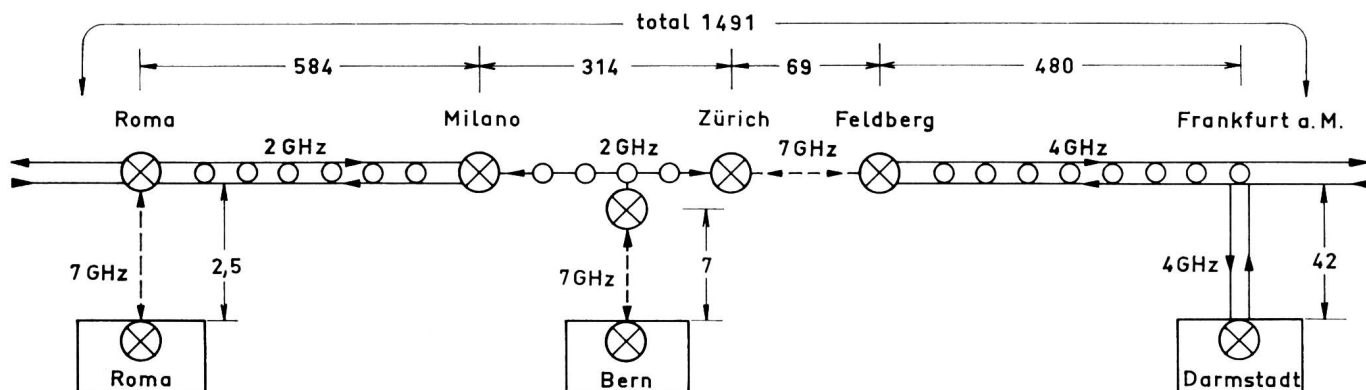 total 1491
584 314 69 480
Roma Milano Zürich Feldberg Frankfurt a.M.
2 GHz 2 GHz 7 GHz 4 GHz
7 GHz 2,5 7 GHz 7 4 GHz 42
Roma Bern Darmstadt